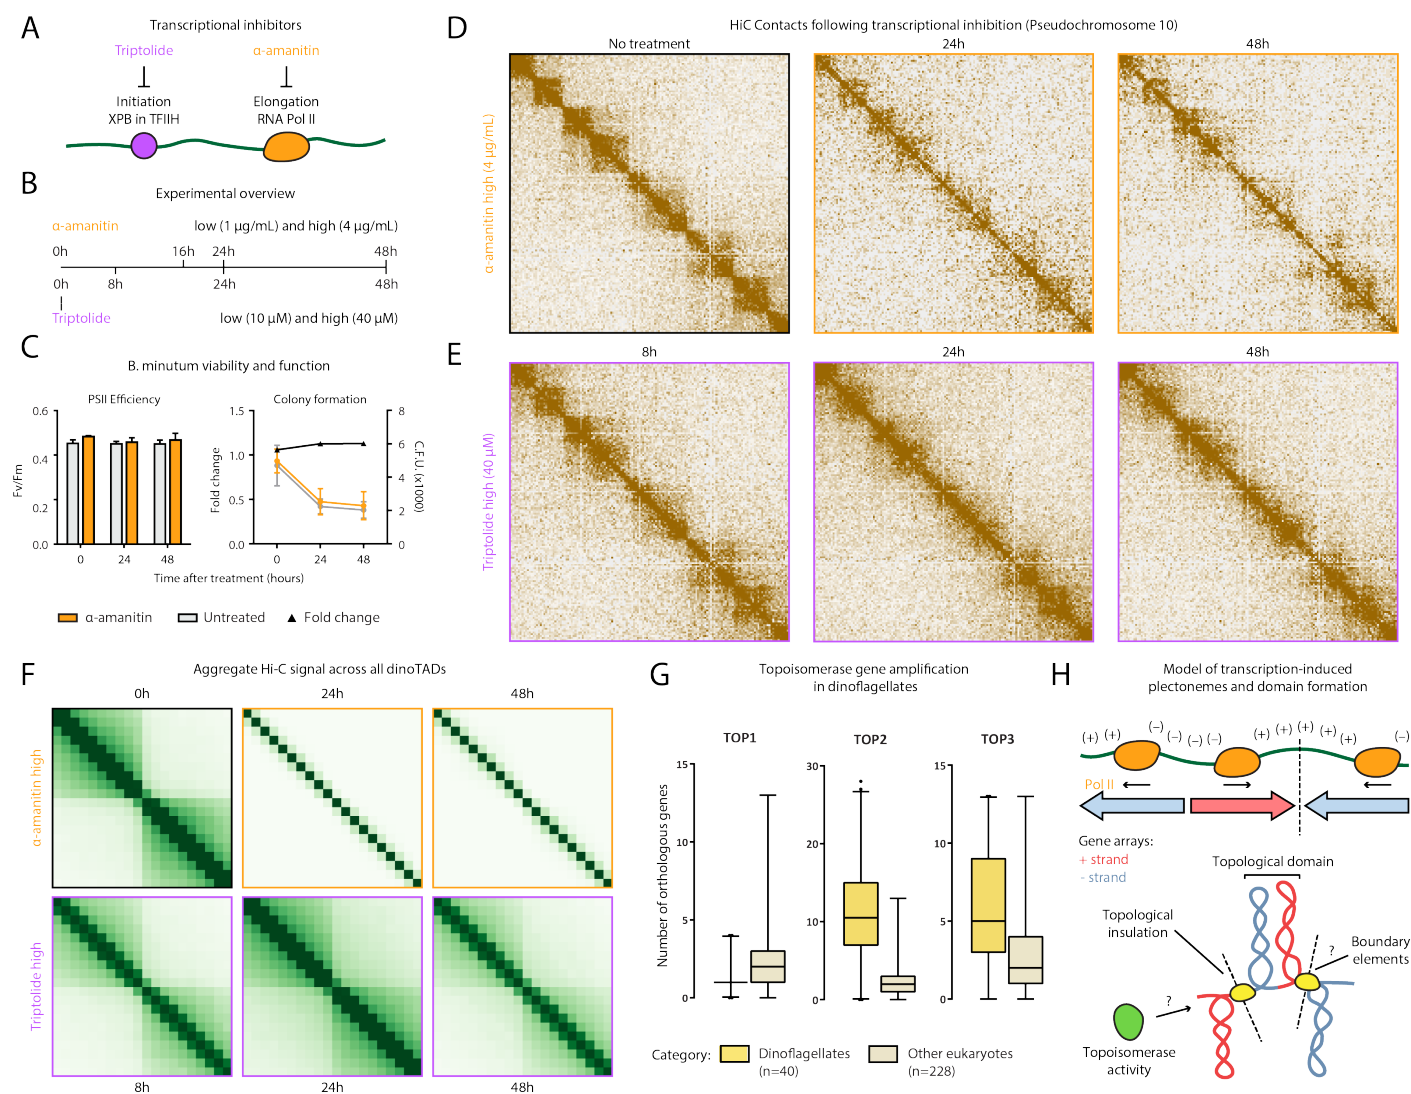 A
Transcriptional inhibitors
Triptolide
α-amanitin
Initiation
XPB in TFIIH
Elongation
RNA Pol II
B
Experimental overview
α-amanitin
low (1 µg/mL) and high (4 µg/mL)
0h 16h 24h 48h
0h 8h 24h 48h
Triptolide
low (10 µM) and high (40 µM)
C
B. minutum viability and function
PSII Efficiency
Fv/Fm
0.6
0.4
0.2
0.0
0 24 48
Colony formation
Fold change
1.5
1.0
0.5
0.0
8
6
4
2
0
C.F.U. (x1000)
0 24 48
Time after treatment (hours)
α-amanitin
Untreated
Fold change
D
HiC Contacts following transcriptional inhibition (Pseudochromosome 10)
No treatment
24h
48h
α-amanitin high (4 µg/mL)
E
8h
24h
48h
Triptolide high (40 µM)
F
Aggregate Hi-C signal across all dinoTADs
0h
24h
48h
α-amanitin high
Triptolide high
8h
24h
48h
G
Topoisomerase gene amplification
in dinoflagellates
TOP1
TOP2
TOP3
Number of orthologous genes
15
10
5
0
30
20
10
0
15
10
5
0
Category:
Dinoflagellates
(n=40)
Other eukaryotes
(n=228)
H
Model of transcription-induced
plectonemes and domain formation
(+) (+) (-) (-) (-) (-) (+) (+) (+) (+) (+) (-)
Pol II
Gene arrays:
+ strand
- strand
Topological domain
Topological
insulation
Boundary
elements
?
?
Topoisomerase
activity